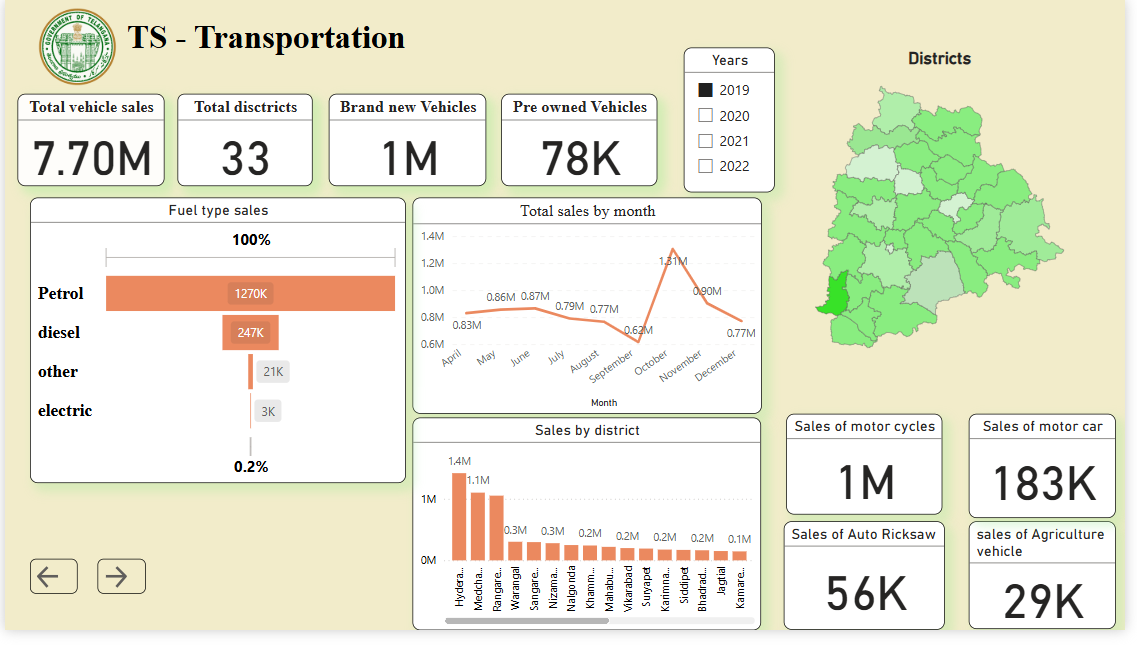 GOVERNMENT OF TELANGANA
TS - Transportation
Total vehicle sales
7.70M
Total disctricts
33
Brand new Vehicles
1M
Pre owned Vehicles
78K
Years
2019
2020
2021
2022
Districts
Fuel type sales
100%
Petrol
1270K
diesel
247K
other
21K
electric
3K
0.2%
Total sales by month
1.4M
1.2M
1.0M
0.8M
0.6M
0.83M
0.86M
0.87M
0.79M
0.77M
0.62M
1.31M
0.90M
0.77M
April
May
June
July
August
September
October
November
December
Month
Sales by district
1M
0M
1.4M
1.1M
0.3M
0.3M
0.2M
0.2M
0.2M
0.2M
0.1M
Hydera...
Medcha...
Rangare...
Warangal
Sangare...
Nizama...
Nalgonda
Khamm...
Mahabu...
Vikarabad
Suryapet
Karimna...
Siddipet
Bhadrad...
Jagtial
Kamare...
Sales of motor cycles
1M
Sales of motor car
183K
Sales of Auto Ricksaw
56K
sales of Agriculture
vehicle
29K